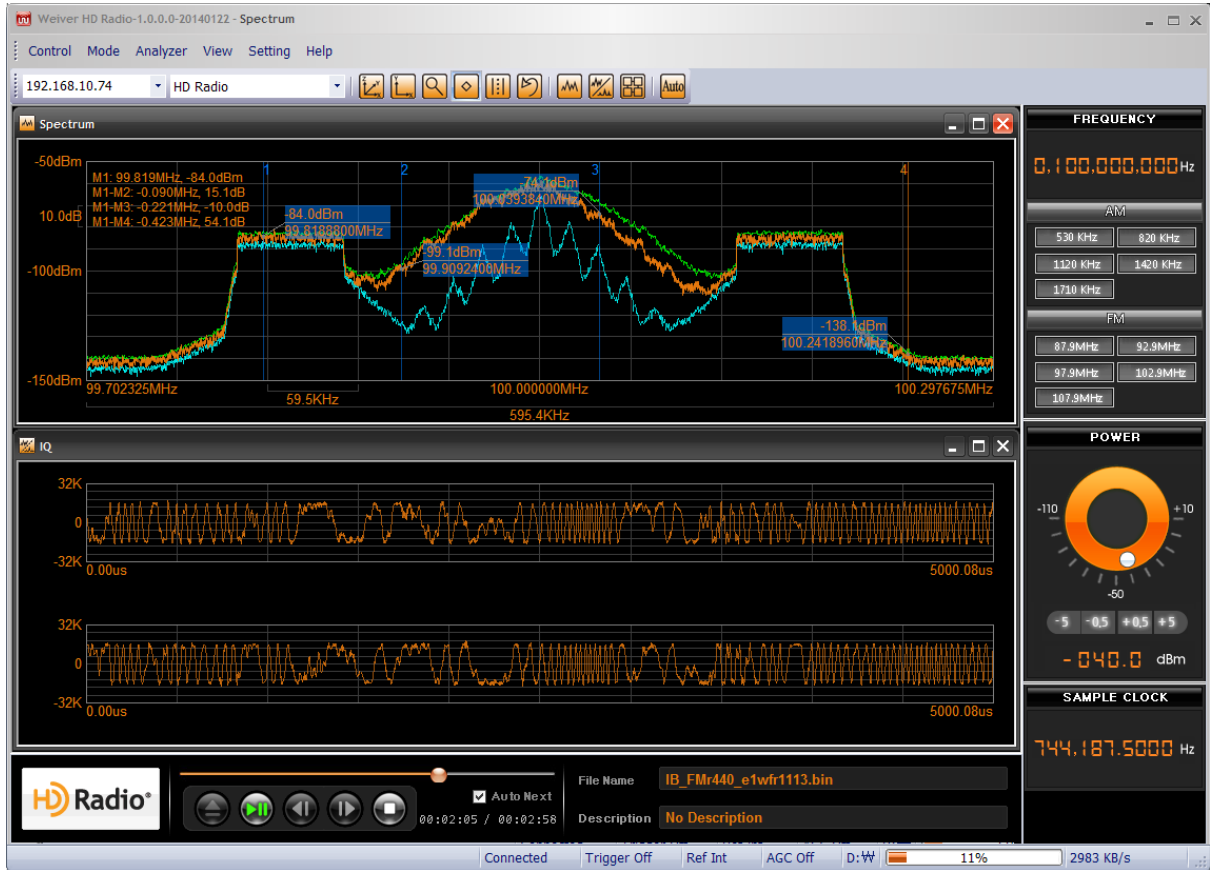 Weiver HD Radio-1.0.0.0-20140122 - Spectrum
Control Mode Analyzer View Setting Help
192.168.10.74 HD Radio Auto
Spectrum
-50dBm
10.0dB
-100dBm
-150dBm
1 2 3 4
M1: 99.819MHz, -84.0dBm
M1-M2: -0.090MHz, 15.1dB
M1-M3: -0.221MHz, -10.0dB
M1-M4: -0.423MHz, 54.1dB
-84.0dBm
99.8188800MHz
-99.1dBm
99.9092400MHz
-74.1dBm
100.0393840MHz
-138.1dBm
100.2418960MHz
99.702325MHz 100.000000MHz 100.297675MHz
59.5KHz
595.4KHz
IQ
32K
0
-32K
0.00us 5000.08us
32K
0
-32K
0.00us 5000.08us
FREQUENCY
0,100,000,000 Hz
AM
530 KHz 820 KHz
1120 KHz 1420 KHz
1710 KHz
FM
87.9MHz 92.9MHz
97.9MHz 102.9MHz
107.9MHz
POWER
-110 +10
-50
-5 -0,5 +0,5 +5
-040.0 dBm
SAMPLE CLOCK
744,187.5000 Hz
HD Radio®
Auto Next
00:02:05 / 00:02:58
File Name IB_FMr440_e1wfr1113.bin
Description No Description
Connected Trigger Off Ref Int AGC Off D:₩ 11% 2983 KB/s